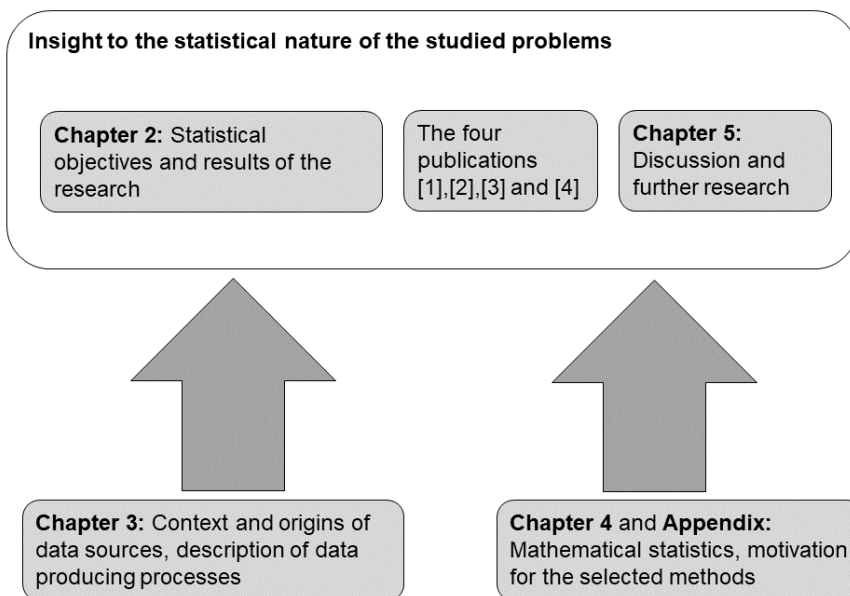 Insight to the statistical nature of the studied problems
Chapter 2: Statistical
objectives and results of the
research
The four
publications
[1],[2],[3] and [4]
Chapter 5:
Discussion and
further research
Chapter 3: Context and origins of
data sources, description of data
producing processes
Chapter 4 and Appendix:
Mathematical statistics, motivation
for the selected methods